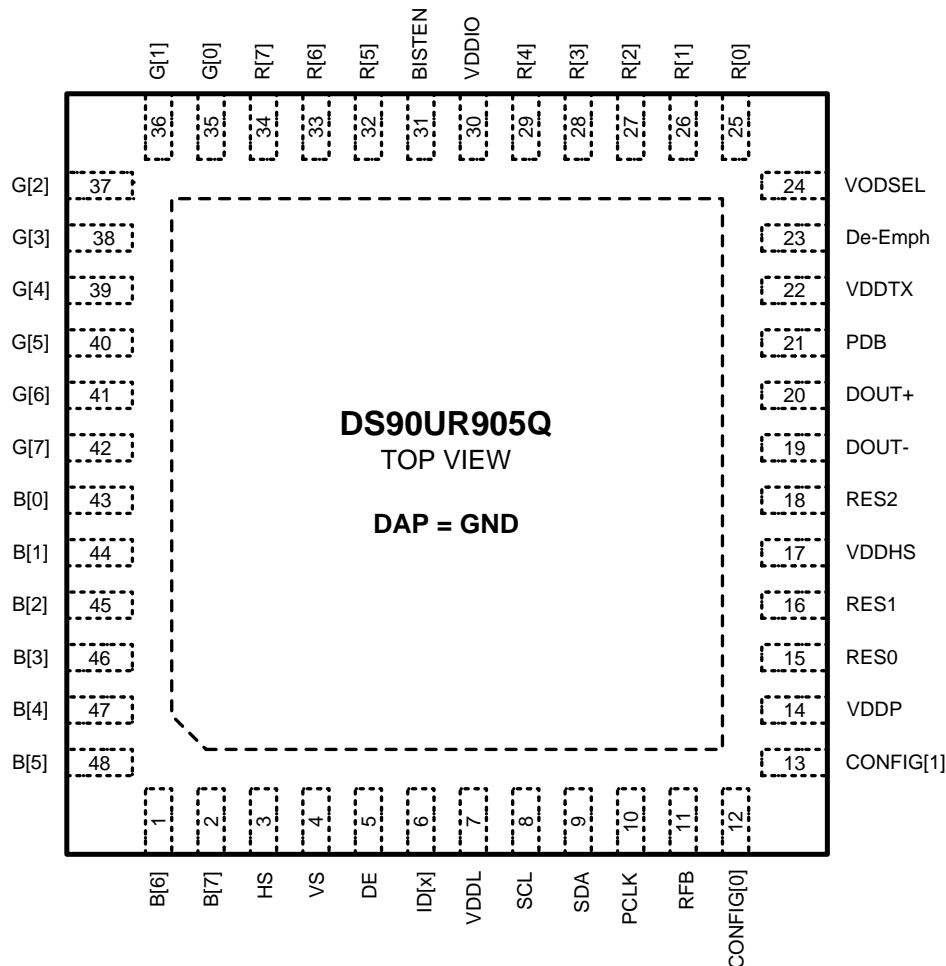 G[1] G[0] R[7] R[6] R[5] BISTEN VDDIO R[4] R[3] R[2] R[1] R[0]
36 35 34 33 32 31 30 29 28 27 26 25
G[2] 37 24 VODSEL
G[3] 38 23 De-Emph
G[4] 39 22 VDDTX
G[5] 40 21 PDB
G[6] 41 20 DOUT+
G[7] 42 19 DOUT-
B[0] 43 18 RES2
B[1] 44 17 VDDHS
B[2] 45 16 RES1
B[3] 46 15 RES0
B[4] 47 14 VDDP
B[5] 48 13 CONFIG[1]
DS90UR905Q
TOP VIEW
DAP = GND
1 2 3 4 5 6 7 8 9 10 11 12
B[6] B[7] HS VS DE ID[x] VDDL SCL SDA PCLK RFB CONFIG[0]